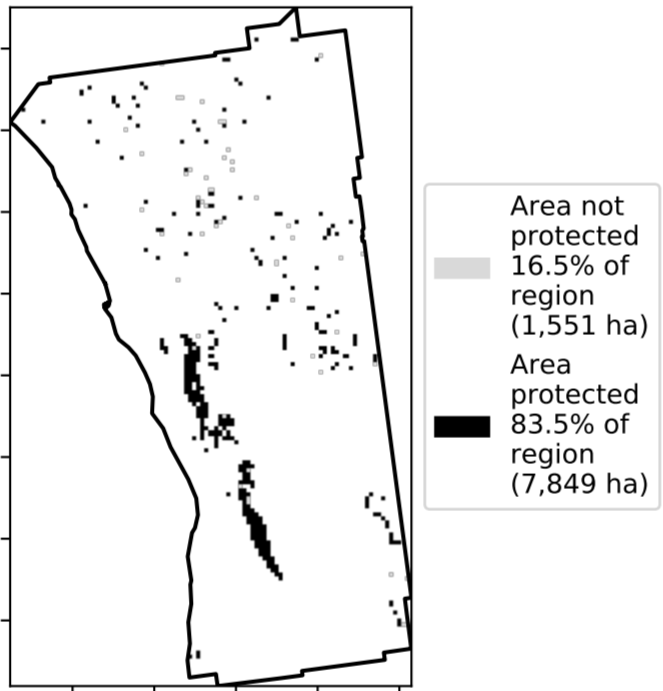 Area not
protected
16.5% of
region
(1,551 ha)
Area
protected
83.5% of
region
(7,849 ha)